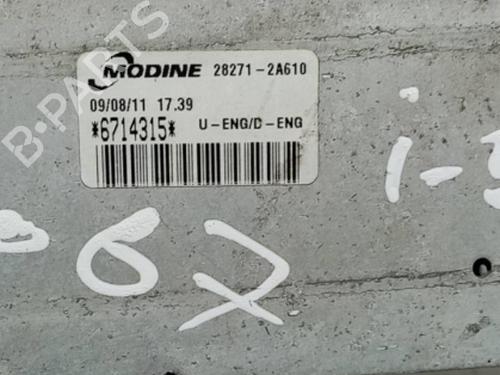 MODINE 28271-2A610
09/08/11 17.39
*6714315* U-ENG/D-ENG
B-PARTS
i-